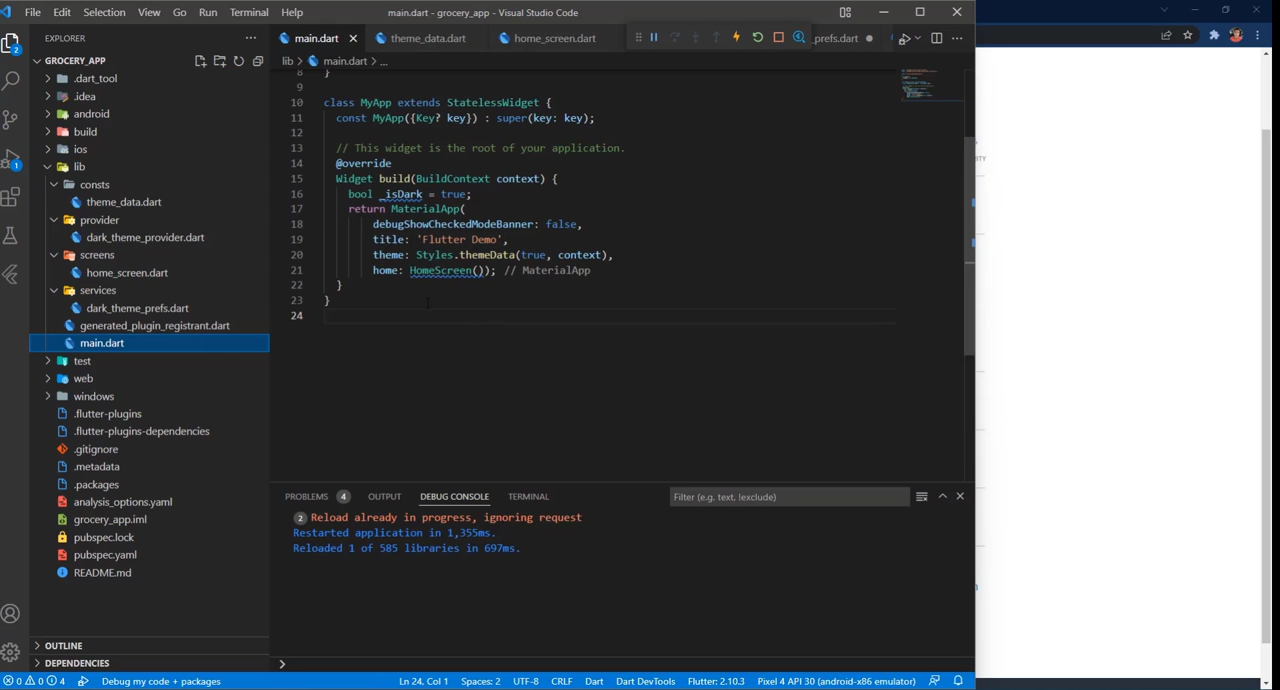 File Edit Selection View Go Run Terminal Help
main.dart - grocery_app - Visual Studio Code
EXPLORER
main.dart
theme_data.dart
home_screen.dart
_prefs.dart
GROCERY_APP
lib > main.dart > ...
.dart_tool
.idea
android
build
ios
lib
consts
theme_data.dart
provider
dark_theme_provider.dart
screens
home_screen.dart
services
dark_theme_prefs.dart
generated_plugin_registrant.dart
main.dart
test
web
windows
.flutter-plugins
.flutter-plugins-dependencies
.gitignore
.metadata
.packages
analysis_options.yaml
grocery_app.iml
pubspec.lock
pubspec.yaml
README.md
OUTLINE
DEPENDENCIES
2
1
8 }
9
10 class MyApp extends StatelessWidget {
11 const MyApp({Key? key}) : super(key: key);
12
13 // This widget is the root of your application.
14 @override
15 Widget build(BuildContext context) {
16 bool _isDark = true;
17 return MaterialApp(
18 debugShowCheckedModeBanner: false,
19 title: 'Flutter Demo',
20 theme: Styles.themeData(true, context),
21 home: HomeScreen()); // MaterialApp
22 }
23 }
24
PROBLEMS 4 OUTPUT DEBUG CONSOLE TERMINAL
Filter (e.g. text, !exclude)
2 Reload already in progress, ignoring request
Restarted application in 1,355ms.
Reloaded 1 of 585 libraries in 697ms.
0 0 4 Debug my code + packages
Ln 24, Col 1 Spaces: 2 UTF-8 CRLF Dart Dart DevTools Flutter: 2.10.3 Pixel 4 API 30 (android-x86 emulator)